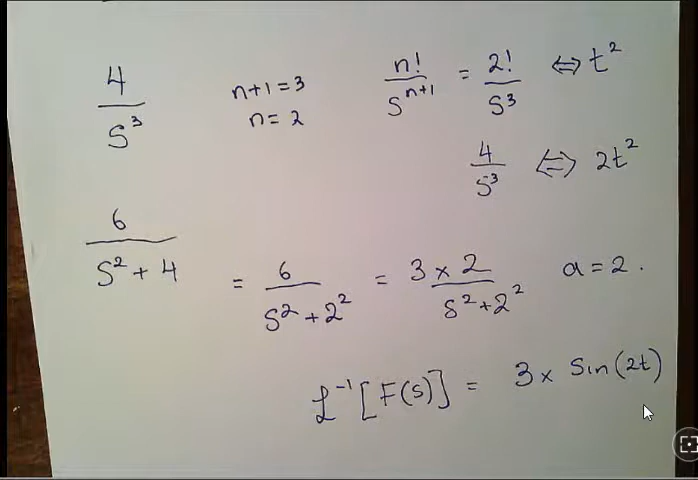 4/S³ n+1=3 n!/S^(n+1) = 2!/S³ ⇔ t²
n=2
4/S³ ⇔ 2t²
6/(S²+4) = 6/(S²+2²) = (3×2)/(S²+2²) a=2.
ℒ⁻¹[F(s)] = 3× Sin(2t)